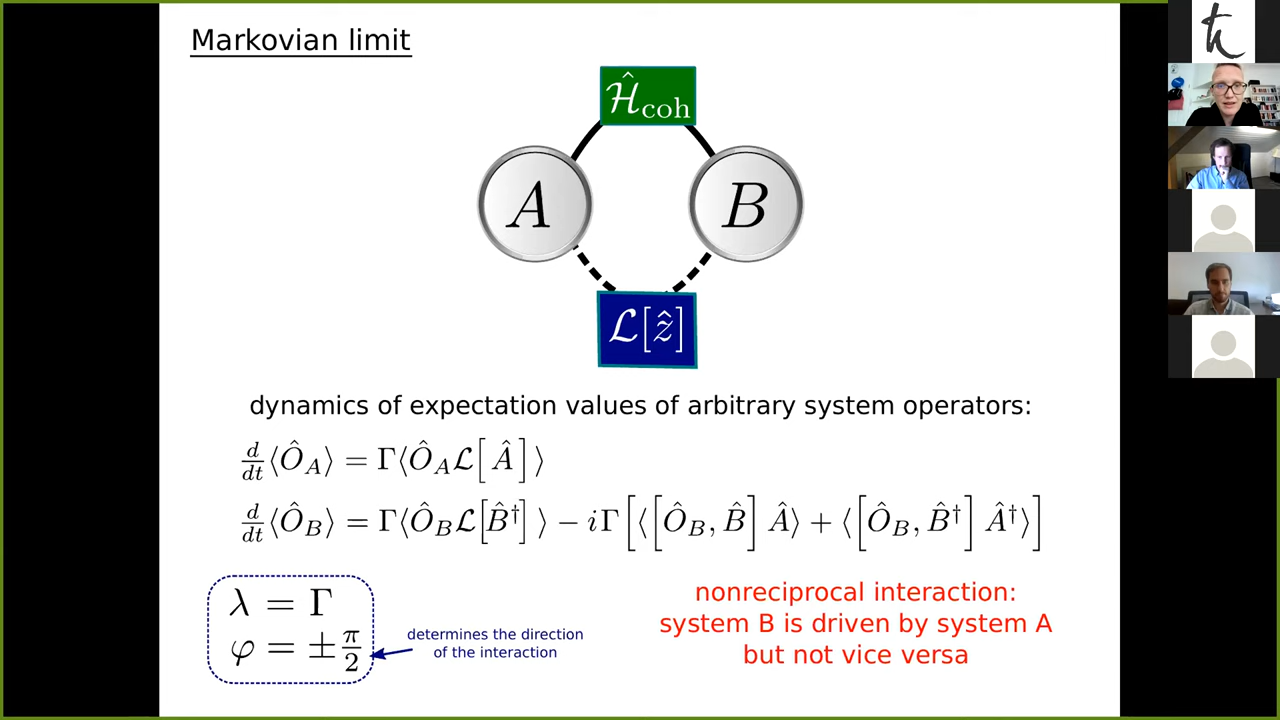 Markovian limit
Ĥ_coh
A B
ℒ[ẑ]
dynamics of expectation values of arbitrary system operators:
d/dt ⟨Ô_A⟩ = Γ⟨Ô_A ℒ[Â]⟩
d/dt ⟨Ô_B⟩ = Γ⟨Ô_B ℒ[B̂†]⟩ − iΓ[⟨[Ô_B, B̂] Â⟩ + ⟨[Ô_B, B̂†] Â†⟩]
λ = Γ
φ = ± π/2
determines the direction
of the interaction
nonreciprocal interaction:
system B is driven by system A
but not vice versa